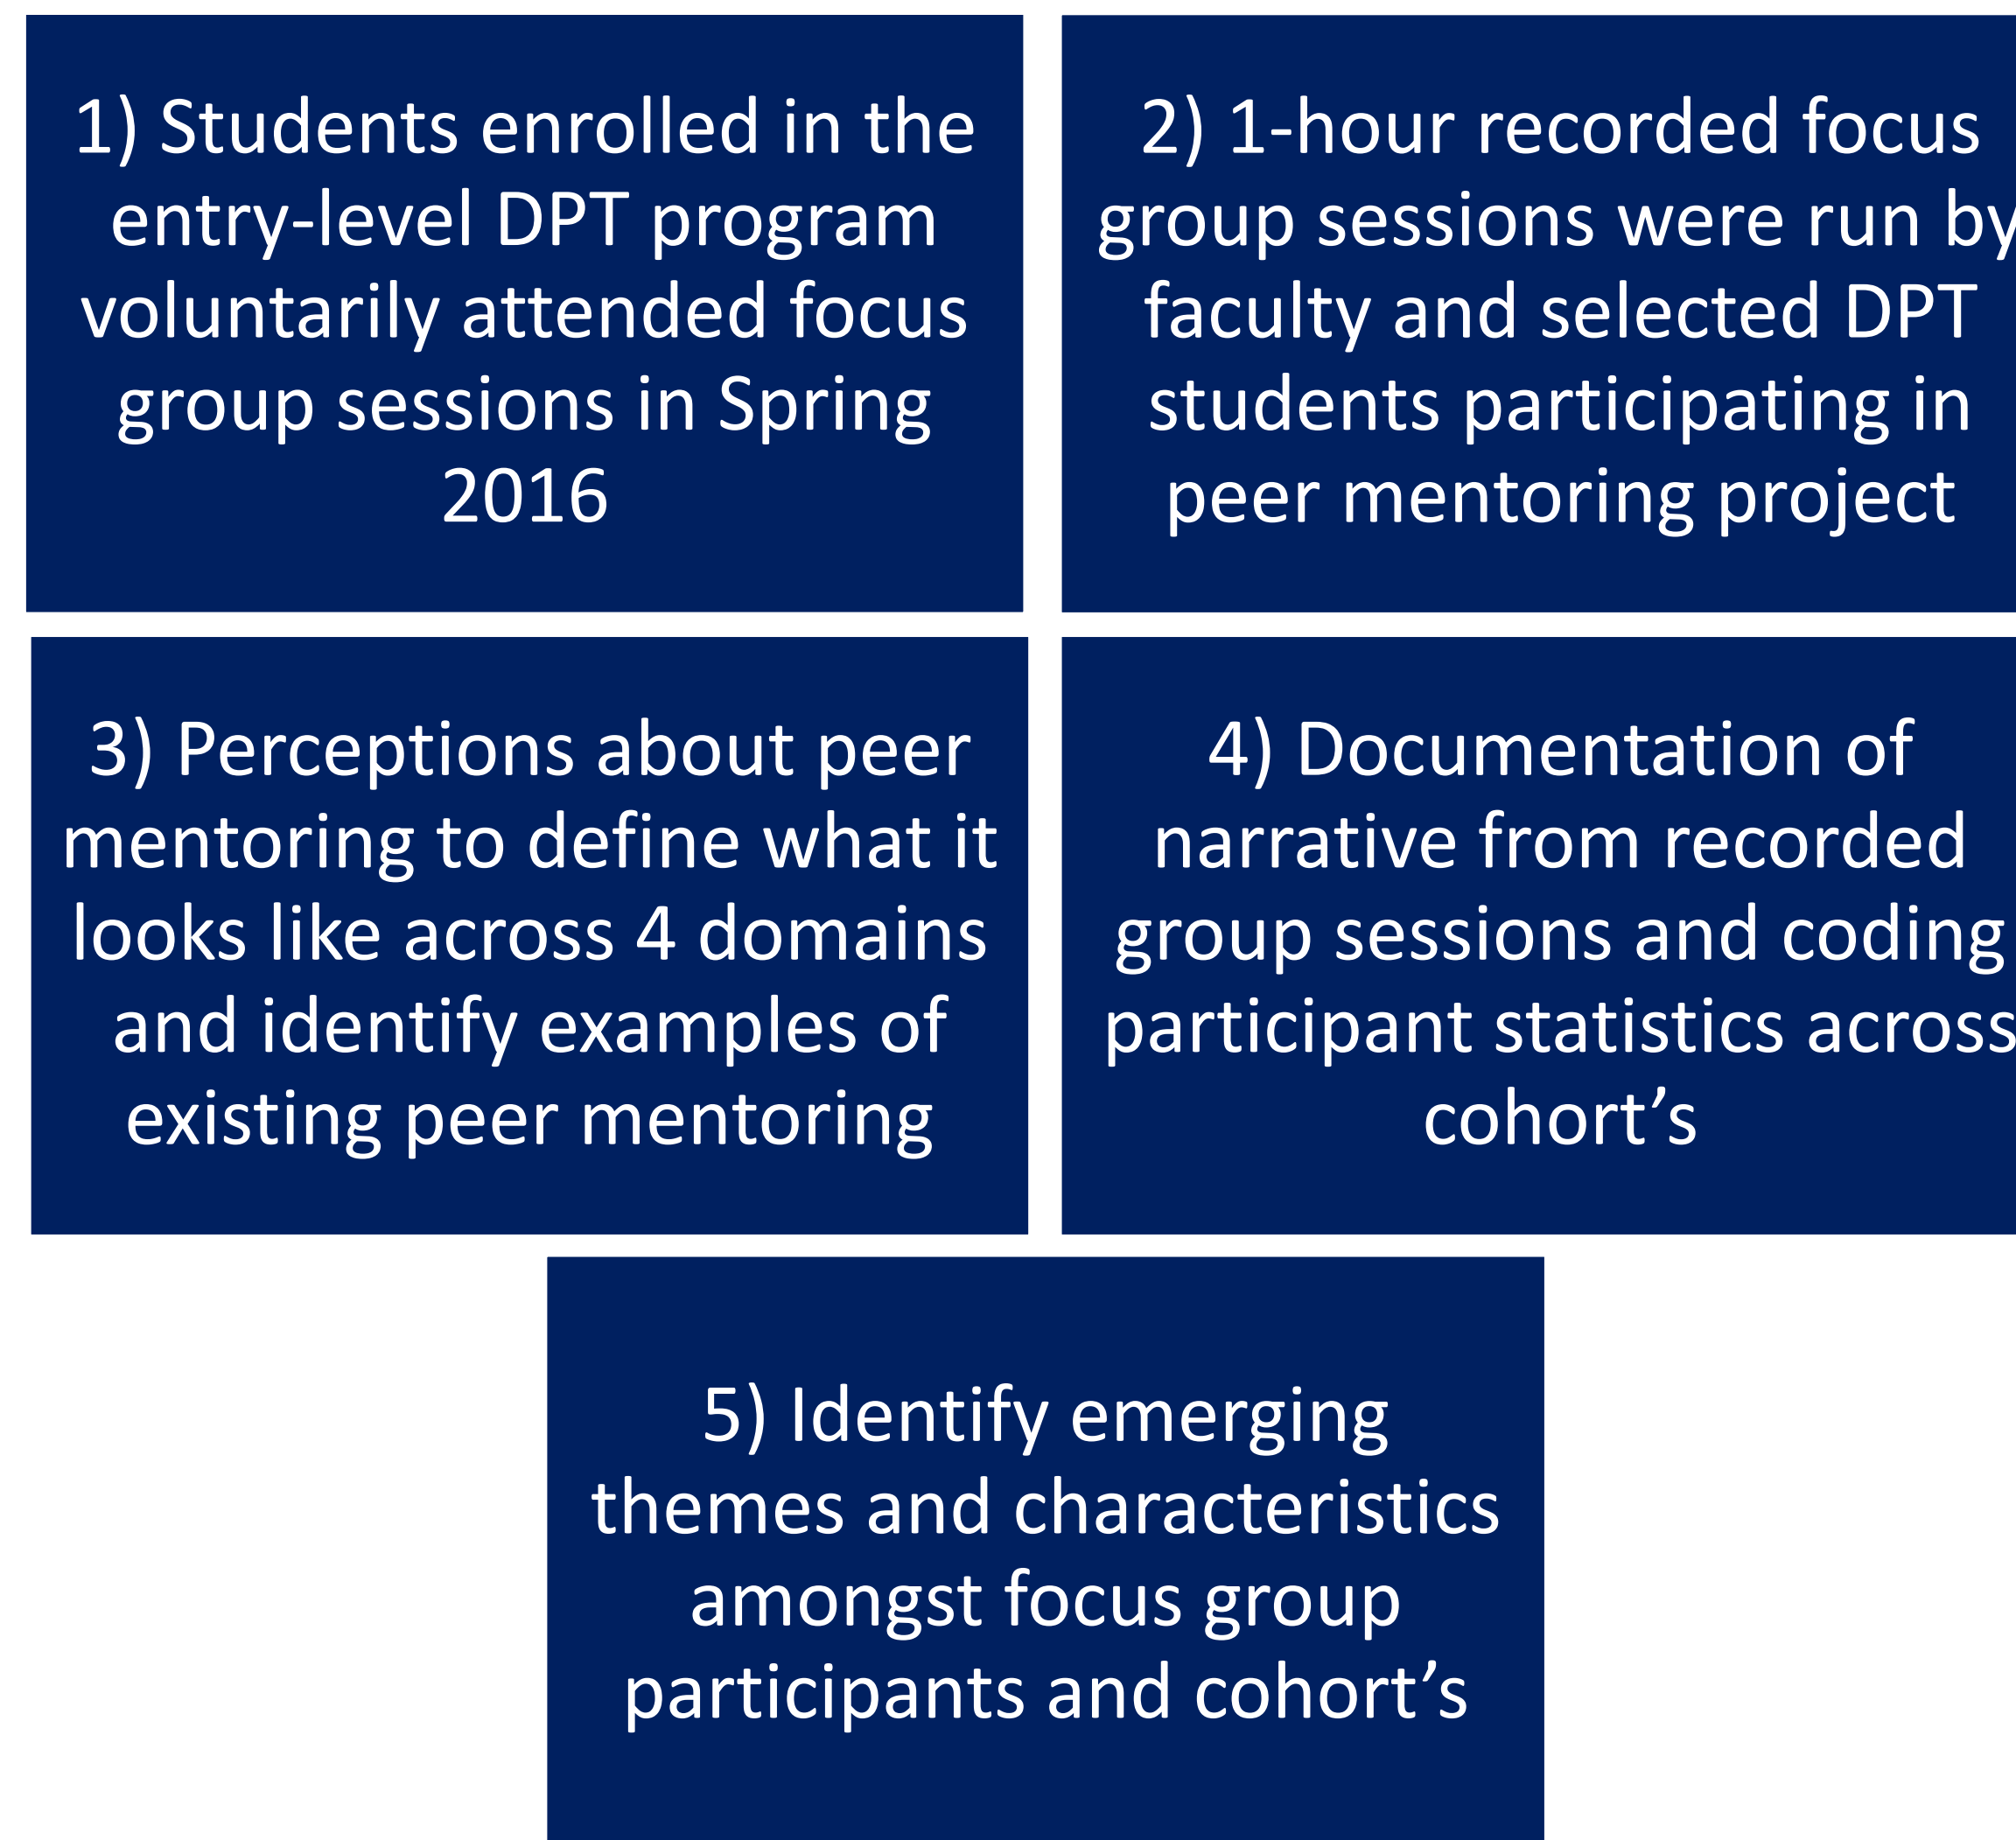 1) Students enrolled in the
entry-level DPT program
voluntarily attended focus
group sessions in Spring
2016
2) 1-hour recorded focus
group sessions were run by
faculty and selected DPT
students participating in
peer mentoring project
3) Perceptions about peer
mentoring to define what it
looks like across 4 domains
and identify examples of
existing peer mentoring
4) Documentation of
narrative from recorded
group sessions and coding
participant statistics across
cohort’s
5) Identify emerging
themes and characteristics
amongst focus group
participants and cohort’s